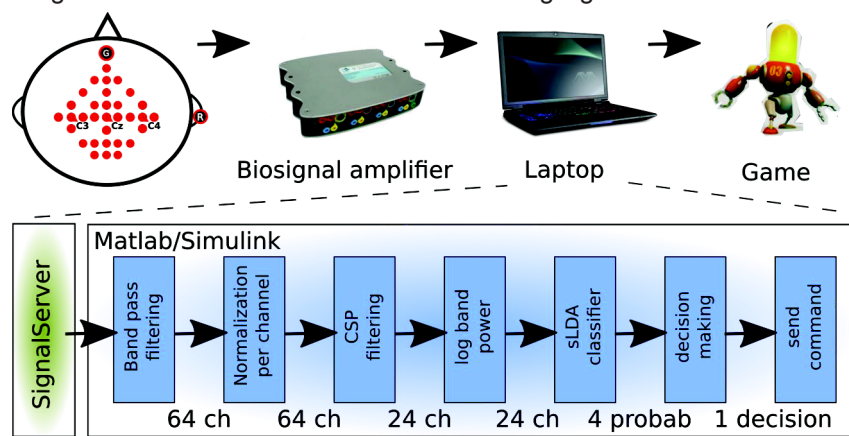 G
C3 Cz C4
R
03
Biosignal amplifier
Laptop
Game
SignalServer
Matlab/Simulink
Band pass
filtering
Normalization
per channel
CSP
filtering
log band
power
sLDA
classifier
decision
making
send
command
64 ch 64 ch 24 ch 24 ch 4 probab 1 decision